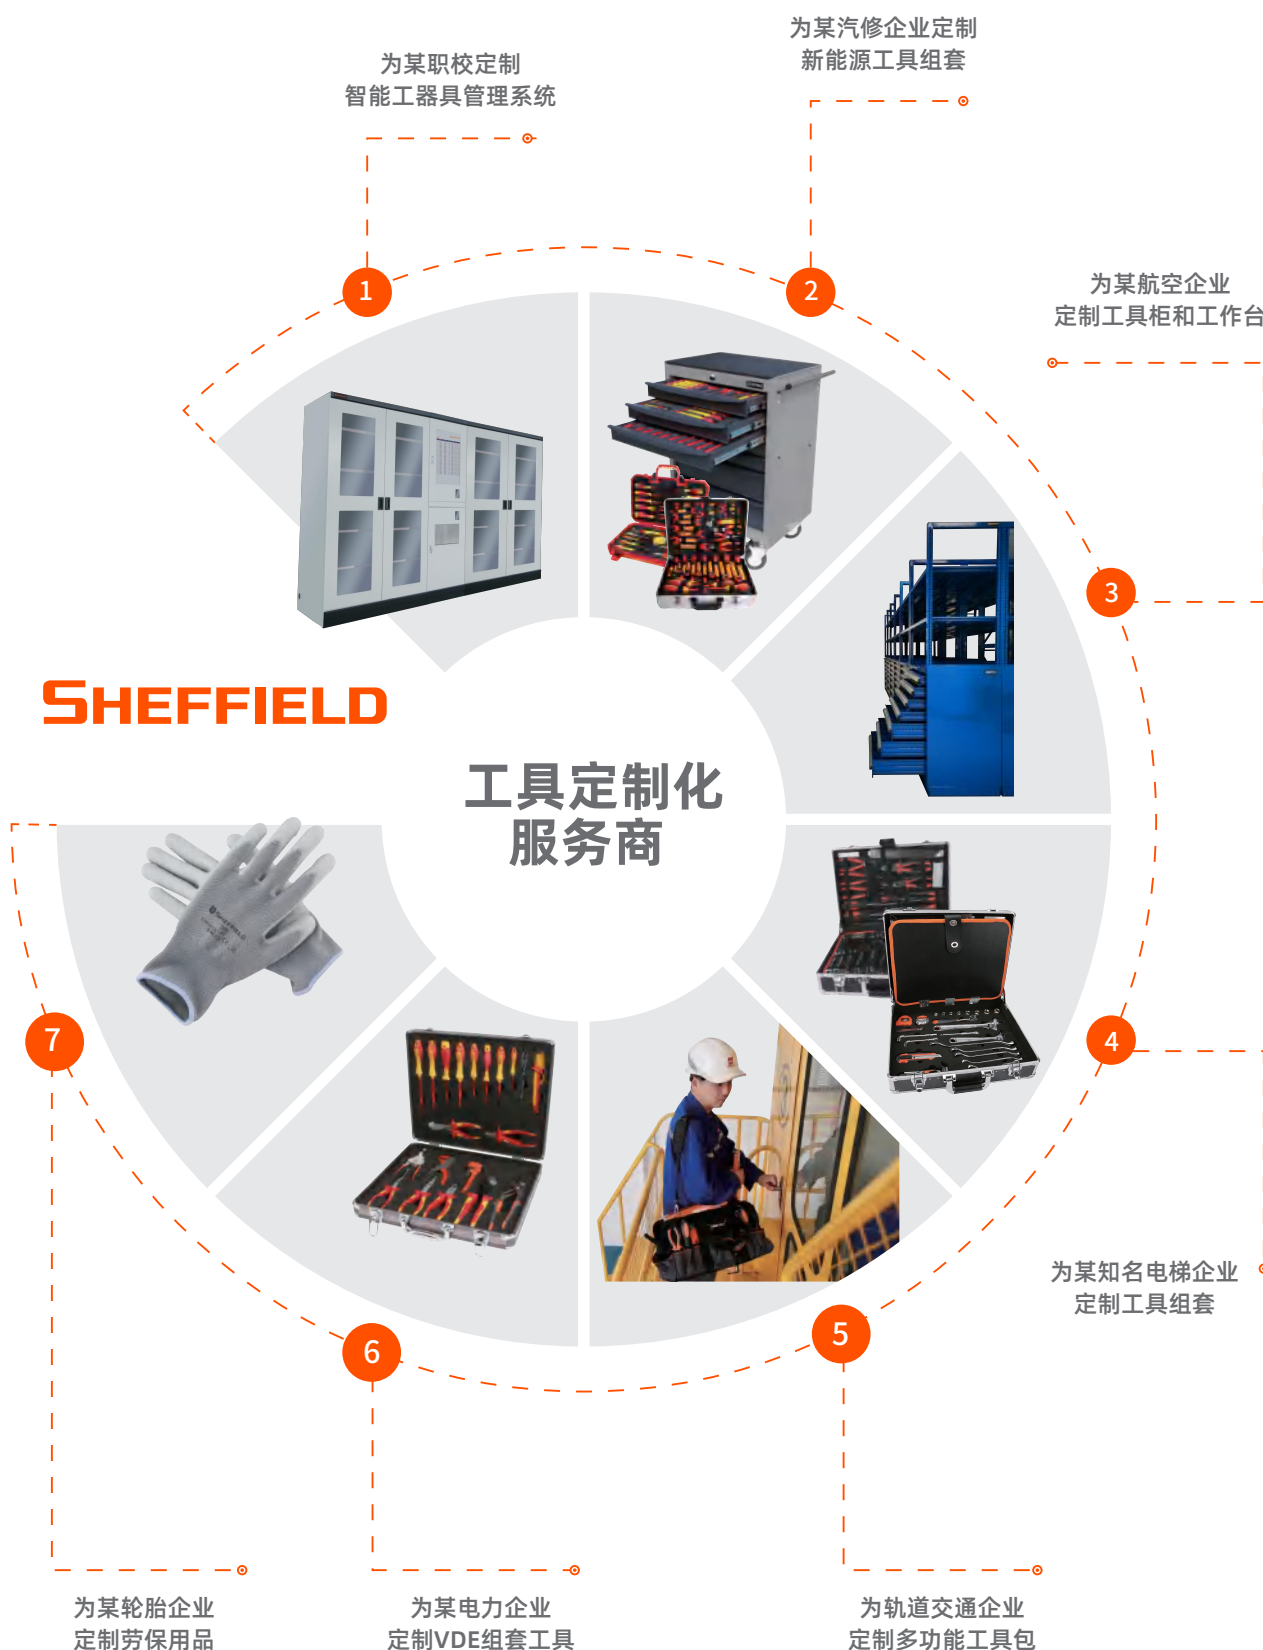 为某汽修企业定制
新能源工具组套
为某职校定制
智能工器具管理系统
为某航空企业
定制工具柜和工作台
1
2
3
SHEFFIELD
工具定制化
服务商
SHEFFIELD
4
5
6
7
为某知名电梯企业
定制工具组套
为某轮胎企业
定制劳保用品
为某电力企业
定制VDE组套工具
为轨道交通企业
定制多功能工具包